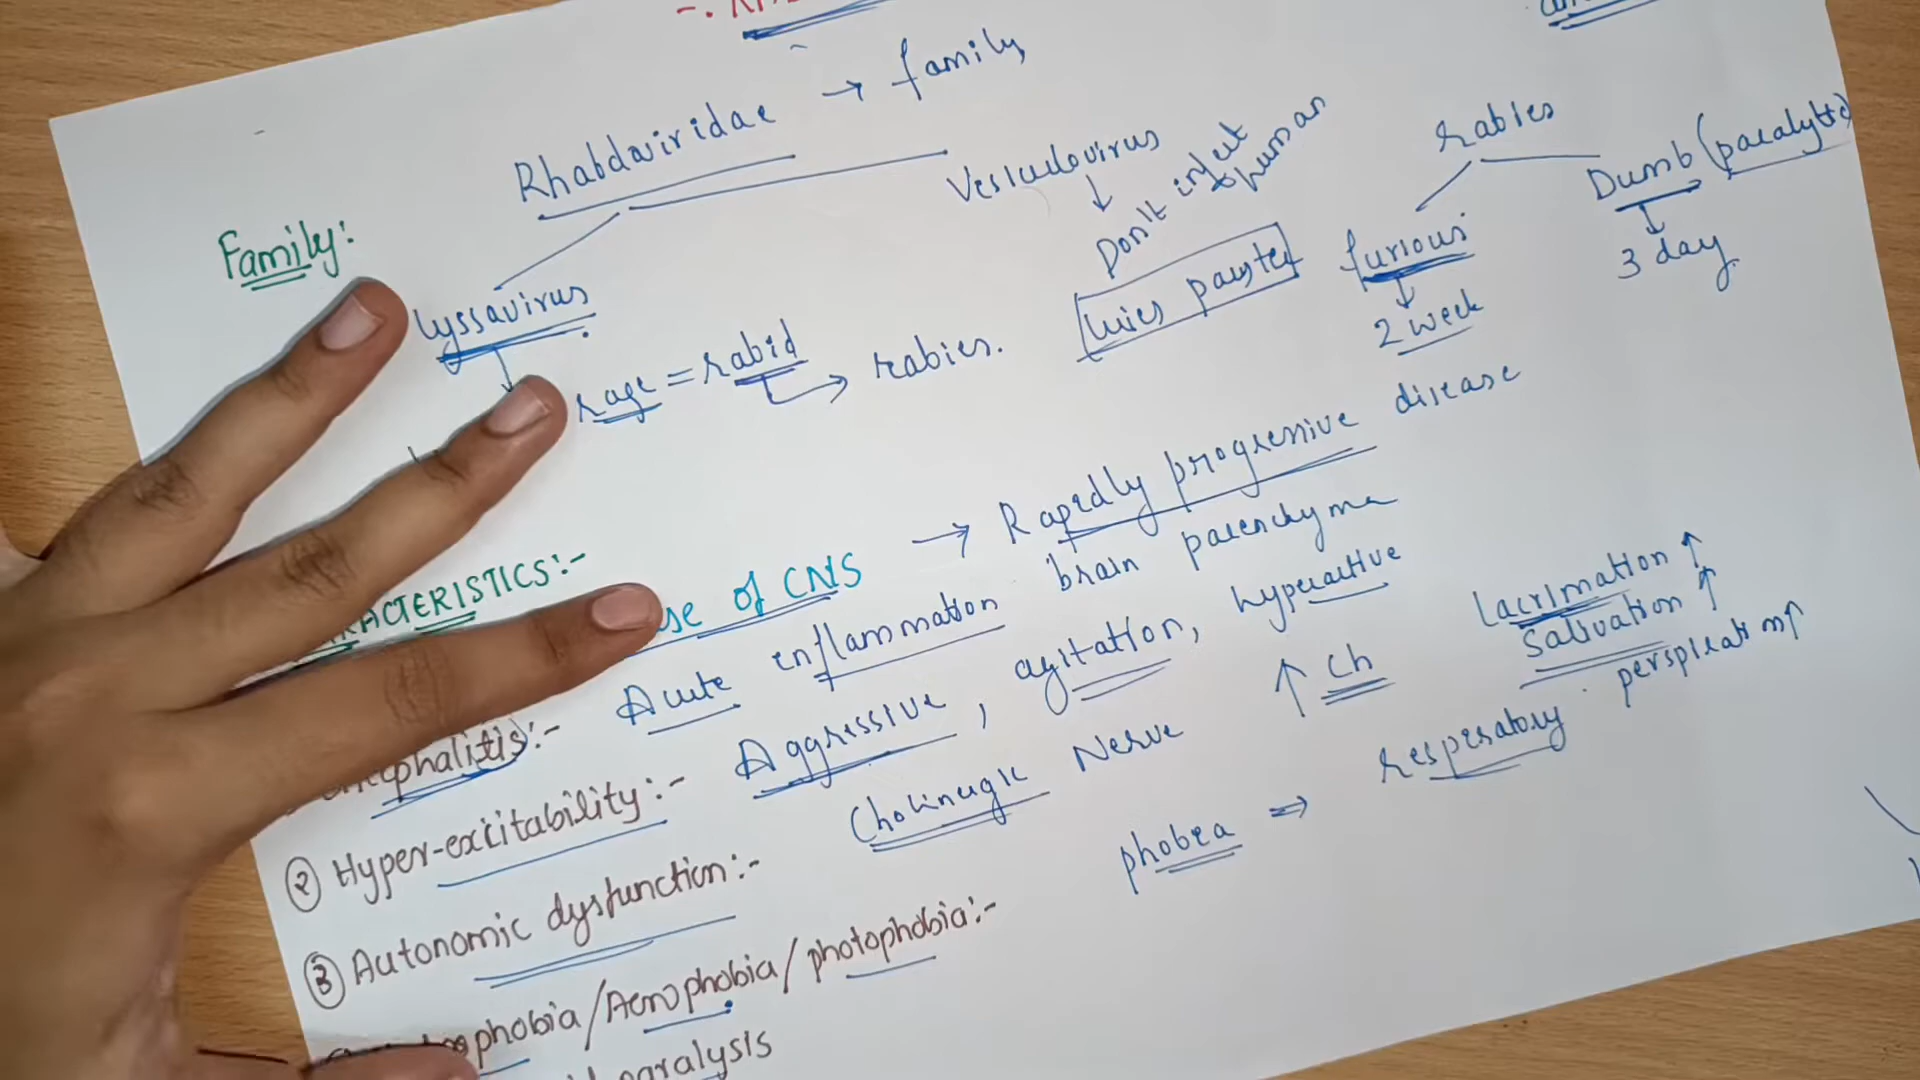 Rhabdoviridae → family
Family:
Lyssavirus
Vesiculovirus
Don't infect human
rabies
furious
2 week
Dumb (paralytic)
3 day
rage = rabid → rabies.
→ Rapidly progressive disease
CHARACTERISTICS:-
of CNS
Acute inflammation brain parenchyma
Encephalitis:-
② Hyper-excitability:- Aggressive, agitation, hyperactive
③ Autonomic dysfunction:- Cholinergic Nerve ↑ Ch
Lacrimation ↑
Salivation ↑
perspiration ↑
phobia/Aerophobia/photophobia:- phobia ⇒ respiratory
paralysis